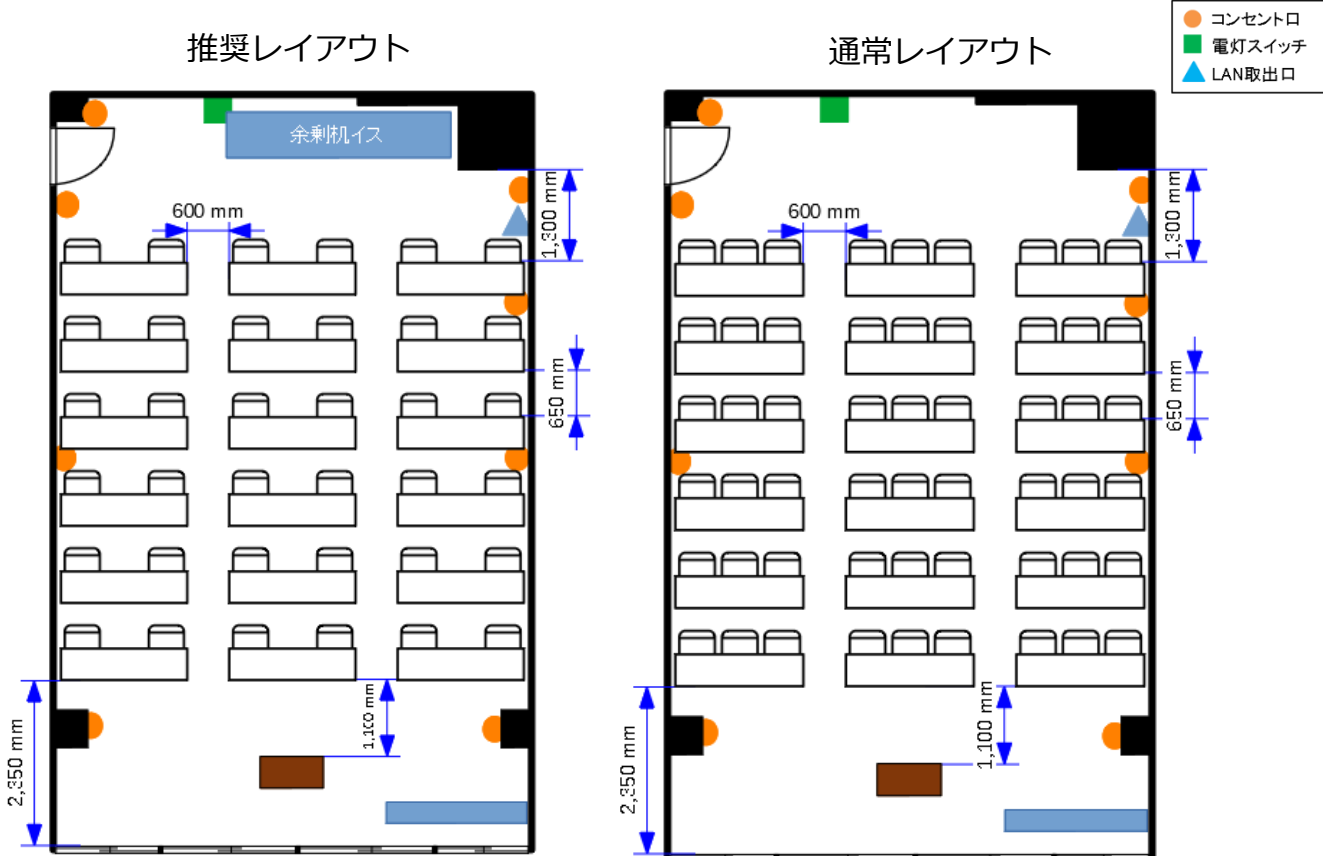 推奨レイアウト
通常レイアウト
コンセント口
電灯スイッチ
LAN取出口
余剰机イス
600 mm
1,300 mm
650 mm
1,100 mm
2,350 mm
600 mm
1,300 mm
650 mm
1,100 mm
2,350 mm